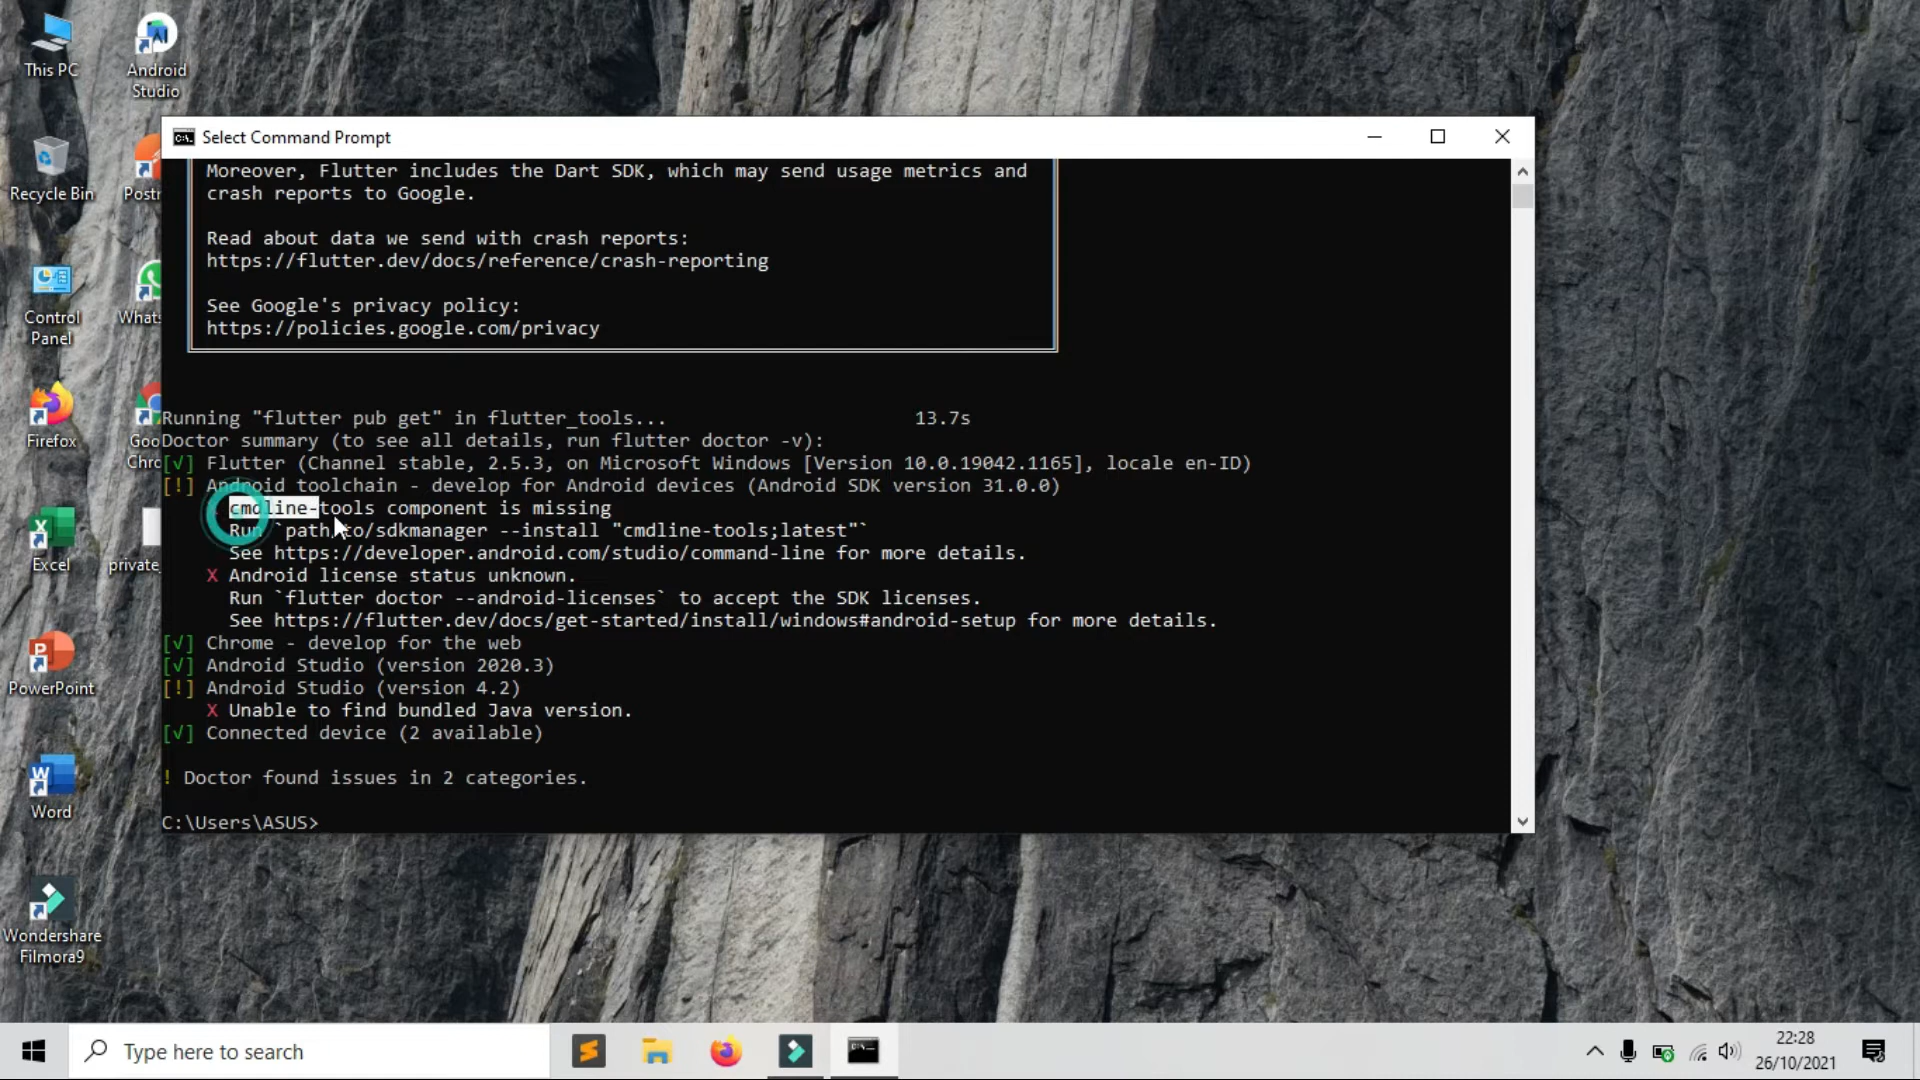 This PC
Android
Studio
Recycle Bin
Postr
Control
Panel
Whats
Firefox
Goo
Chro
Excel
private_
PowerPoint
Word
Wondershare
Filmora9
Select Command Prompt
Moreover, Flutter includes the Dart SDK, which may send usage metrics and
crash reports to Google.
Read about data we send with crash reports:
https://flutter.dev/docs/reference/crash-reporting
See Google's privacy policy:
https://policies.google.com/privacy
Running "flutter pub get" in flutter_tools... 13.7s
Doctor summary (to see all details, run flutter doctor -v):
[√] Flutter (Channel stable, 2.5.3, on Microsoft Windows [Version 10.0.19042.1165], locale en-ID)
[!] Android toolchain - develop for Android devices (Android SDK version 31.0.0)
cmdline-tools component is missing
Run `path/to/sdkmanager --install "cmdline-tools;latest"`
See https://developer.android.com/studio/command-line for more details.
X Android license status unknown.
Run `flutter doctor --android-licenses` to accept the SDK licenses.
See https://flutter.dev/docs/get-started/install/windows#android-setup for more details.
[√] Chrome - develop for the web
[√] Android Studio (version 2020.3)
[!] Android Studio (version 4.2)
X Unable to find bundled Java version.
[√] Connected device (2 available)
! Doctor found issues in 2 categories.
C:\Users\ASUS>
Type here to search
22:28
26/10/2021